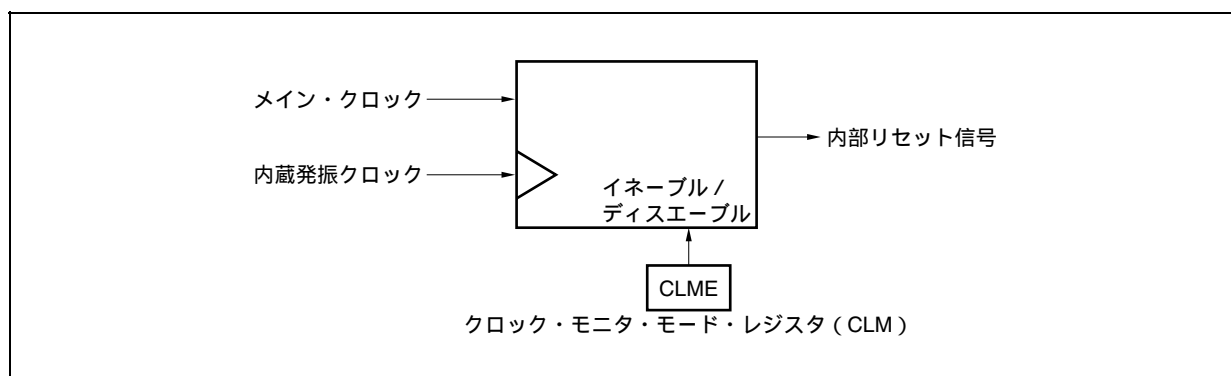 メイン・クロック
内部リセット信号
内蔵発振クロック
イネーブル/
ディスエーブル
CLME
クロック・モニタ・モード・レジスタ(CLM)